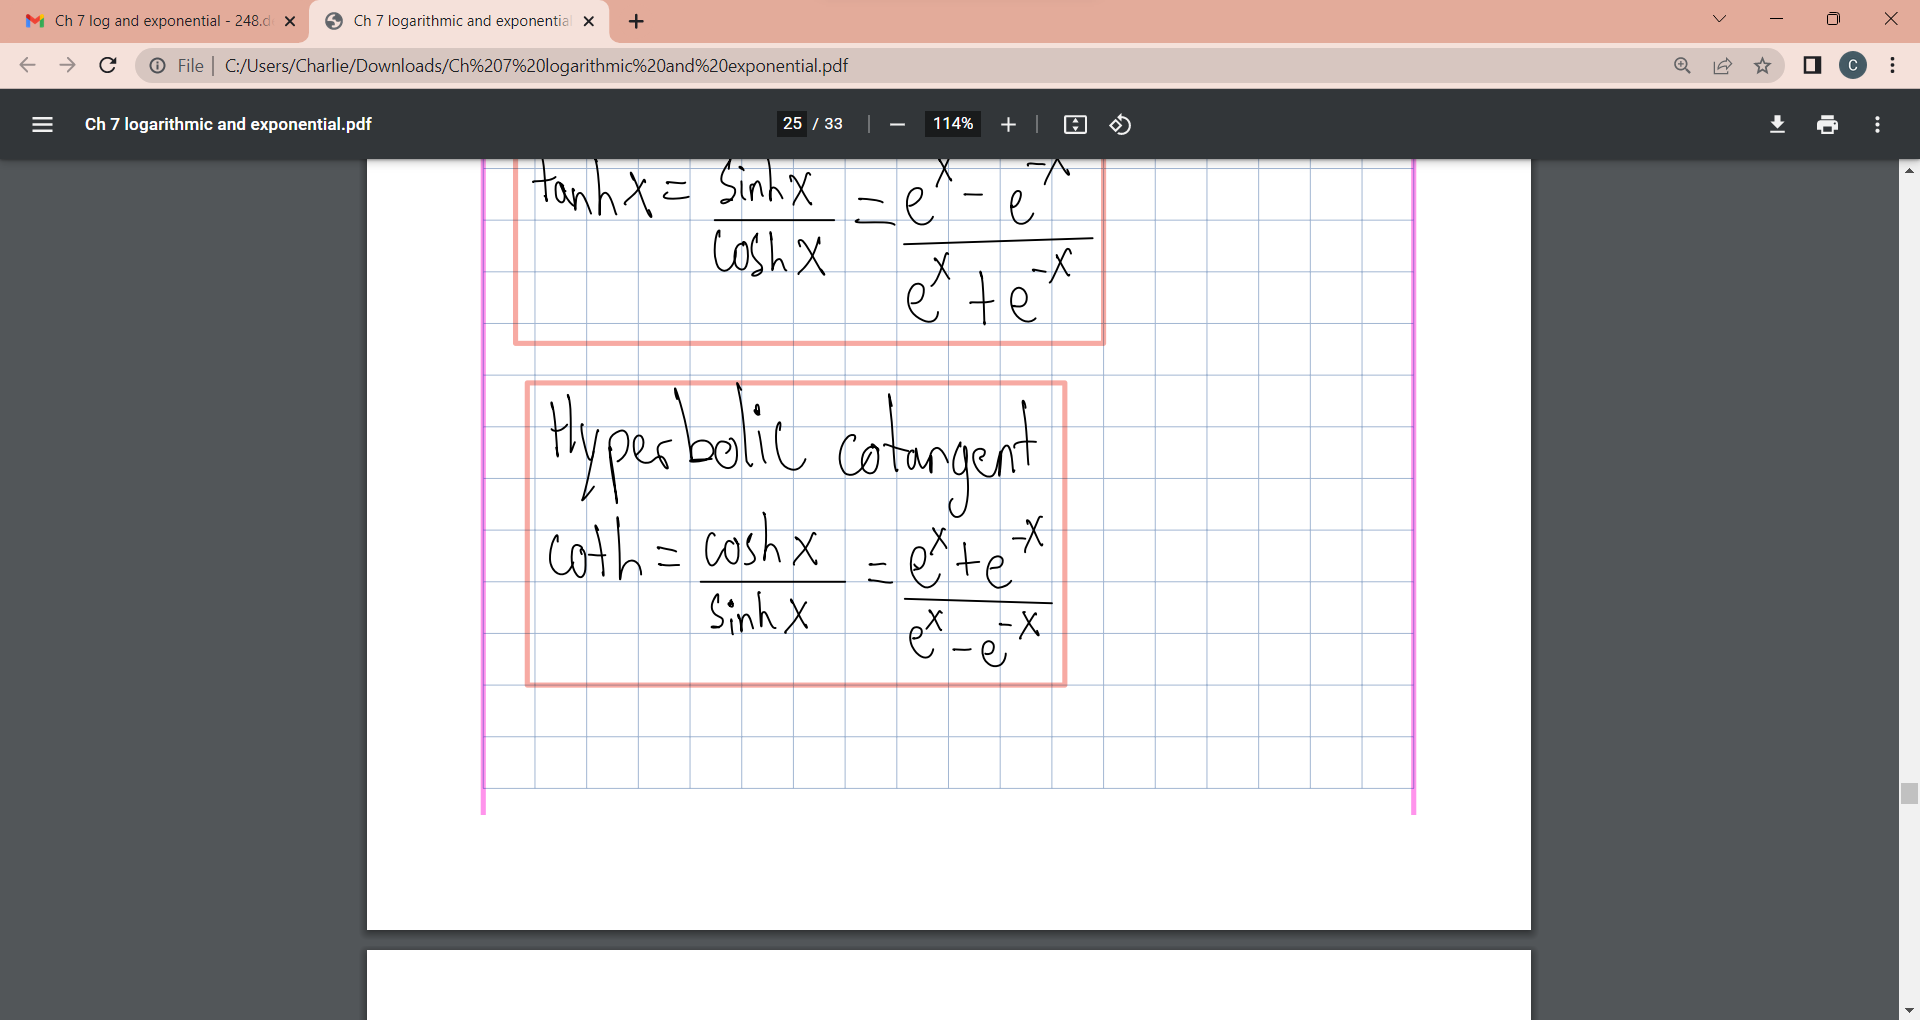 Ch 7 log and exponential - 248.d
Ch 7 logarithmic and exponentia
File | C:/Users/Charlie/Downloads/Ch%207%20logarithmic%20and%20exponential.pdf
C
Ch 7 logarithmic and exponential.pdf
25 / 33
114%
tanh x = sinh x / cosh x = e^x - e^-x / e^x + e^-x
Hyperbolic cotangent
coth = cosh x / sinh x = e^x + e^-x / e^x - e^-x